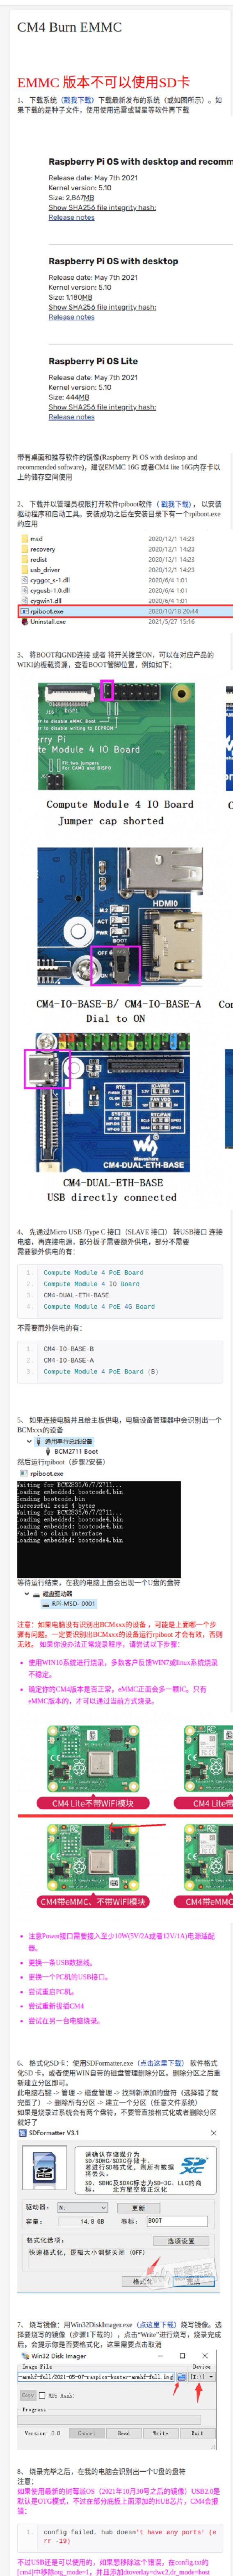 CM4 Burn EMMC
EMMC 版本不可以使用SD卡
1、 下载系统（戳我下载）下载最新发布的系统（或如图所示）。如
果下载的是种子文件，使用使用迅雷或彗星等软件再下载
Raspberry Pi OS with desktop and recomm
Release date: May 7th 2021
Kernel version: 5.10
Size: 2,867MB
Show SHA256 file integrity hash:
Release notes
Raspberry Pi OS with desktop
Release date: May 7th 2021
Kernel version: 5.10
Size: 1,180MB
Show SHA256 file integrity hash:
Release notes
Raspberry Pi OS Lite
Release date: May 7th 2021
Kernel version: 5.10
Size: 444MB
Show SHA256 file integrity hash:
Release notes
带有桌面和推荐软件的镜像(Raspberry Pi OS with desktop and
recommended software)，建议EMMC 16G 或者CM4 lite 16G内存卡以
上的储存空间使用
2、 下载并以管理员权限打开软件rpiboot软件（ 戳我下载），以安装
驱动程序和启动工具。安装成功之后在安装目录下有一个rpiboot.exe
的应用
msd 2020/12/1 14:23
recovery 2020/12/1 14:23
redist 2020/12/1 14:23
usb_driver 2020/12/1 14:23
cyggcc_s-1.dll 2020/6/4 1:01
cygusb-1.0.dll 2020/6/4 1:01
cygwin1.dll 2020/6/4 1:01
rpiboot.exe 2020/10/18 20:44
Uninstall.exe 2021/5/27 15:16
3、 将BOOT和GND连接 或者 将开关拨至ON，可以在对应产品的
WIKI的板载资源，查看BOOT管脚位置，例如如下：
to disable eMMC Boot
to disable writing to EEPROM
rry Pi
te Module 4 IO Board
Fit two jumpers
for CAM1 and DISP1
Compute Module 4 IO Board
Jumper cap shorted
HDMI0
M.2
ACT
PWR
BOOT
OFF
ON
CM4-IO-BASE-B/ CM4-IO-BASE-A
Con
Dial to ON
CM4-DUAL-ETH-BASE
CM4-DUAL-ETH-BASE
USB directly connected
4、 先通过Micro USB /Type C 接口（SLAVE 接口） 转USB接口 连接
电脑，再连接电源，部分板子需要额外供电，部分不需要
需要额外供电的有：
1. Compute Module 4 PoE Board
2. Compute Module 4 IO Board
3. CM4-DUAL-ETH-BASE
4. Compute Module 4 PoE 4G Board
不需要而外供电的有：
1. CM4-IO-BASE-B
2. CM4-IO-BASE-A
3. Compute Module 4 PoE Board (B)
5、 如果连接电脑并且给主板供电，电脑设备管理器中会识别出一个
BCMxx的设备
通用串行总线设备
BCM2711 Boot
然后运行rpiboot（步骤2安装）
rpiboot.exe
Waiting for BCM2835/6/7/2711...
Loading embedded: bootcode4.bin
Sending bootcode.bin
Successful read 4 bytes
Waiting for BCM2835/6/7/2711...
Loading embedded: bootcode4.bin
Failed to claim interface
Loading embedded: bootcode4.bin
等待运行结束，在我的电脑上面会出现一个U盘的盘符
磁盘驱动器
RPi-MSD- 0001
注意：如果电脑没有识别出BCMxx的设备 ，可能是上面哪一个步
骤有问题。一定要识别出BCMxx的设备运行rpiboot 才会有效，否则
无效。 如果你没办法正常烧录程序，请尝试以下步骤：
使用WIN10系统进行烧录，多数客户反馈WIN7或linux系统烧录
不稳定。
确定你的CM4版本是否正常，eMMC正面会多一颗IC。只有
eMMC版本的，才可以通过当前方式烧录。
CM4 Lite不带WIFI模块
CM4 Lite带
CM4带eMMC、不带WIFI模块
CM4带eMMC
注意Power接口需要接入至少10W(5V/2A或者12V/1A)电源适配
器。
更换一条USB数据线。
更换一个PC机的USB接口。
尝试重启PC机。
尝试重新拔插CM4
尝试在另一台电脑烧录。
6、 格式化SD卡：使用SDFormatter.exe（点击这里下载） 软件格式
化SD 卡。或者使用WIN自带的磁盘管理删除分区。删除分区之后重
新建立分区即可。
此电脑右键 -> 管理 -> 磁盘管理 -> 找到新添加的盘符（选择错了就
完蛋了） -> 删除所有分区 -> 建立一个分区（任意文件系统）
如果是烧录过系统会有两个盘符，不要管直接格式化或者删除分区
就好了
SDFormatter V3.1
请确认存储媒介为
SD/SDHC/SDXC存储卡.
若进行SD格式化，则所有数据
将丢失。
SD、SDHC及SDXC标志为SD-3C、LLC的商
标。
驱动器： N: 更新
容量： 14.8 GB 卷标： BOOT
格式化选项： 选项设置
快速格式化，逻辑大小调整关闭 (OFF)
7、 烧写镜像：用Win32DiskImager.exe（点这里下载）烧写镜像。选
择要烧写的镜像（步骤1下载的），点击“Write”进行烧写，烧录完成
后，会提示你是否要格式化，这里需要点击取消
Win32 Disk Imager
Image File Device
-armhf-full/2021-05-07-raspios-buster-armhf-full.img [I:\]
Copy MD5 Hash:
Progress
Version: 0.8 Cancel Read Write Exit
8、 烧录完毕之后，在我的电脑会识别出一个U盘的盘符
注意：
如果使用最新的树莓派OS（2021年10月30号之后的镜像）USB2.0是
默认是OTG模式，不过在部分底板上面添加的HUB芯片，CM4会报
错：
1. config failed, hub doesn't have any ports! (e
rr -19)
不过USB还是可以使用的，如果想移除这个错误，在config.txt的
[cm4]中移除otg_mode=1，并且添加dtoverlay=dwc2,dr_mode=host